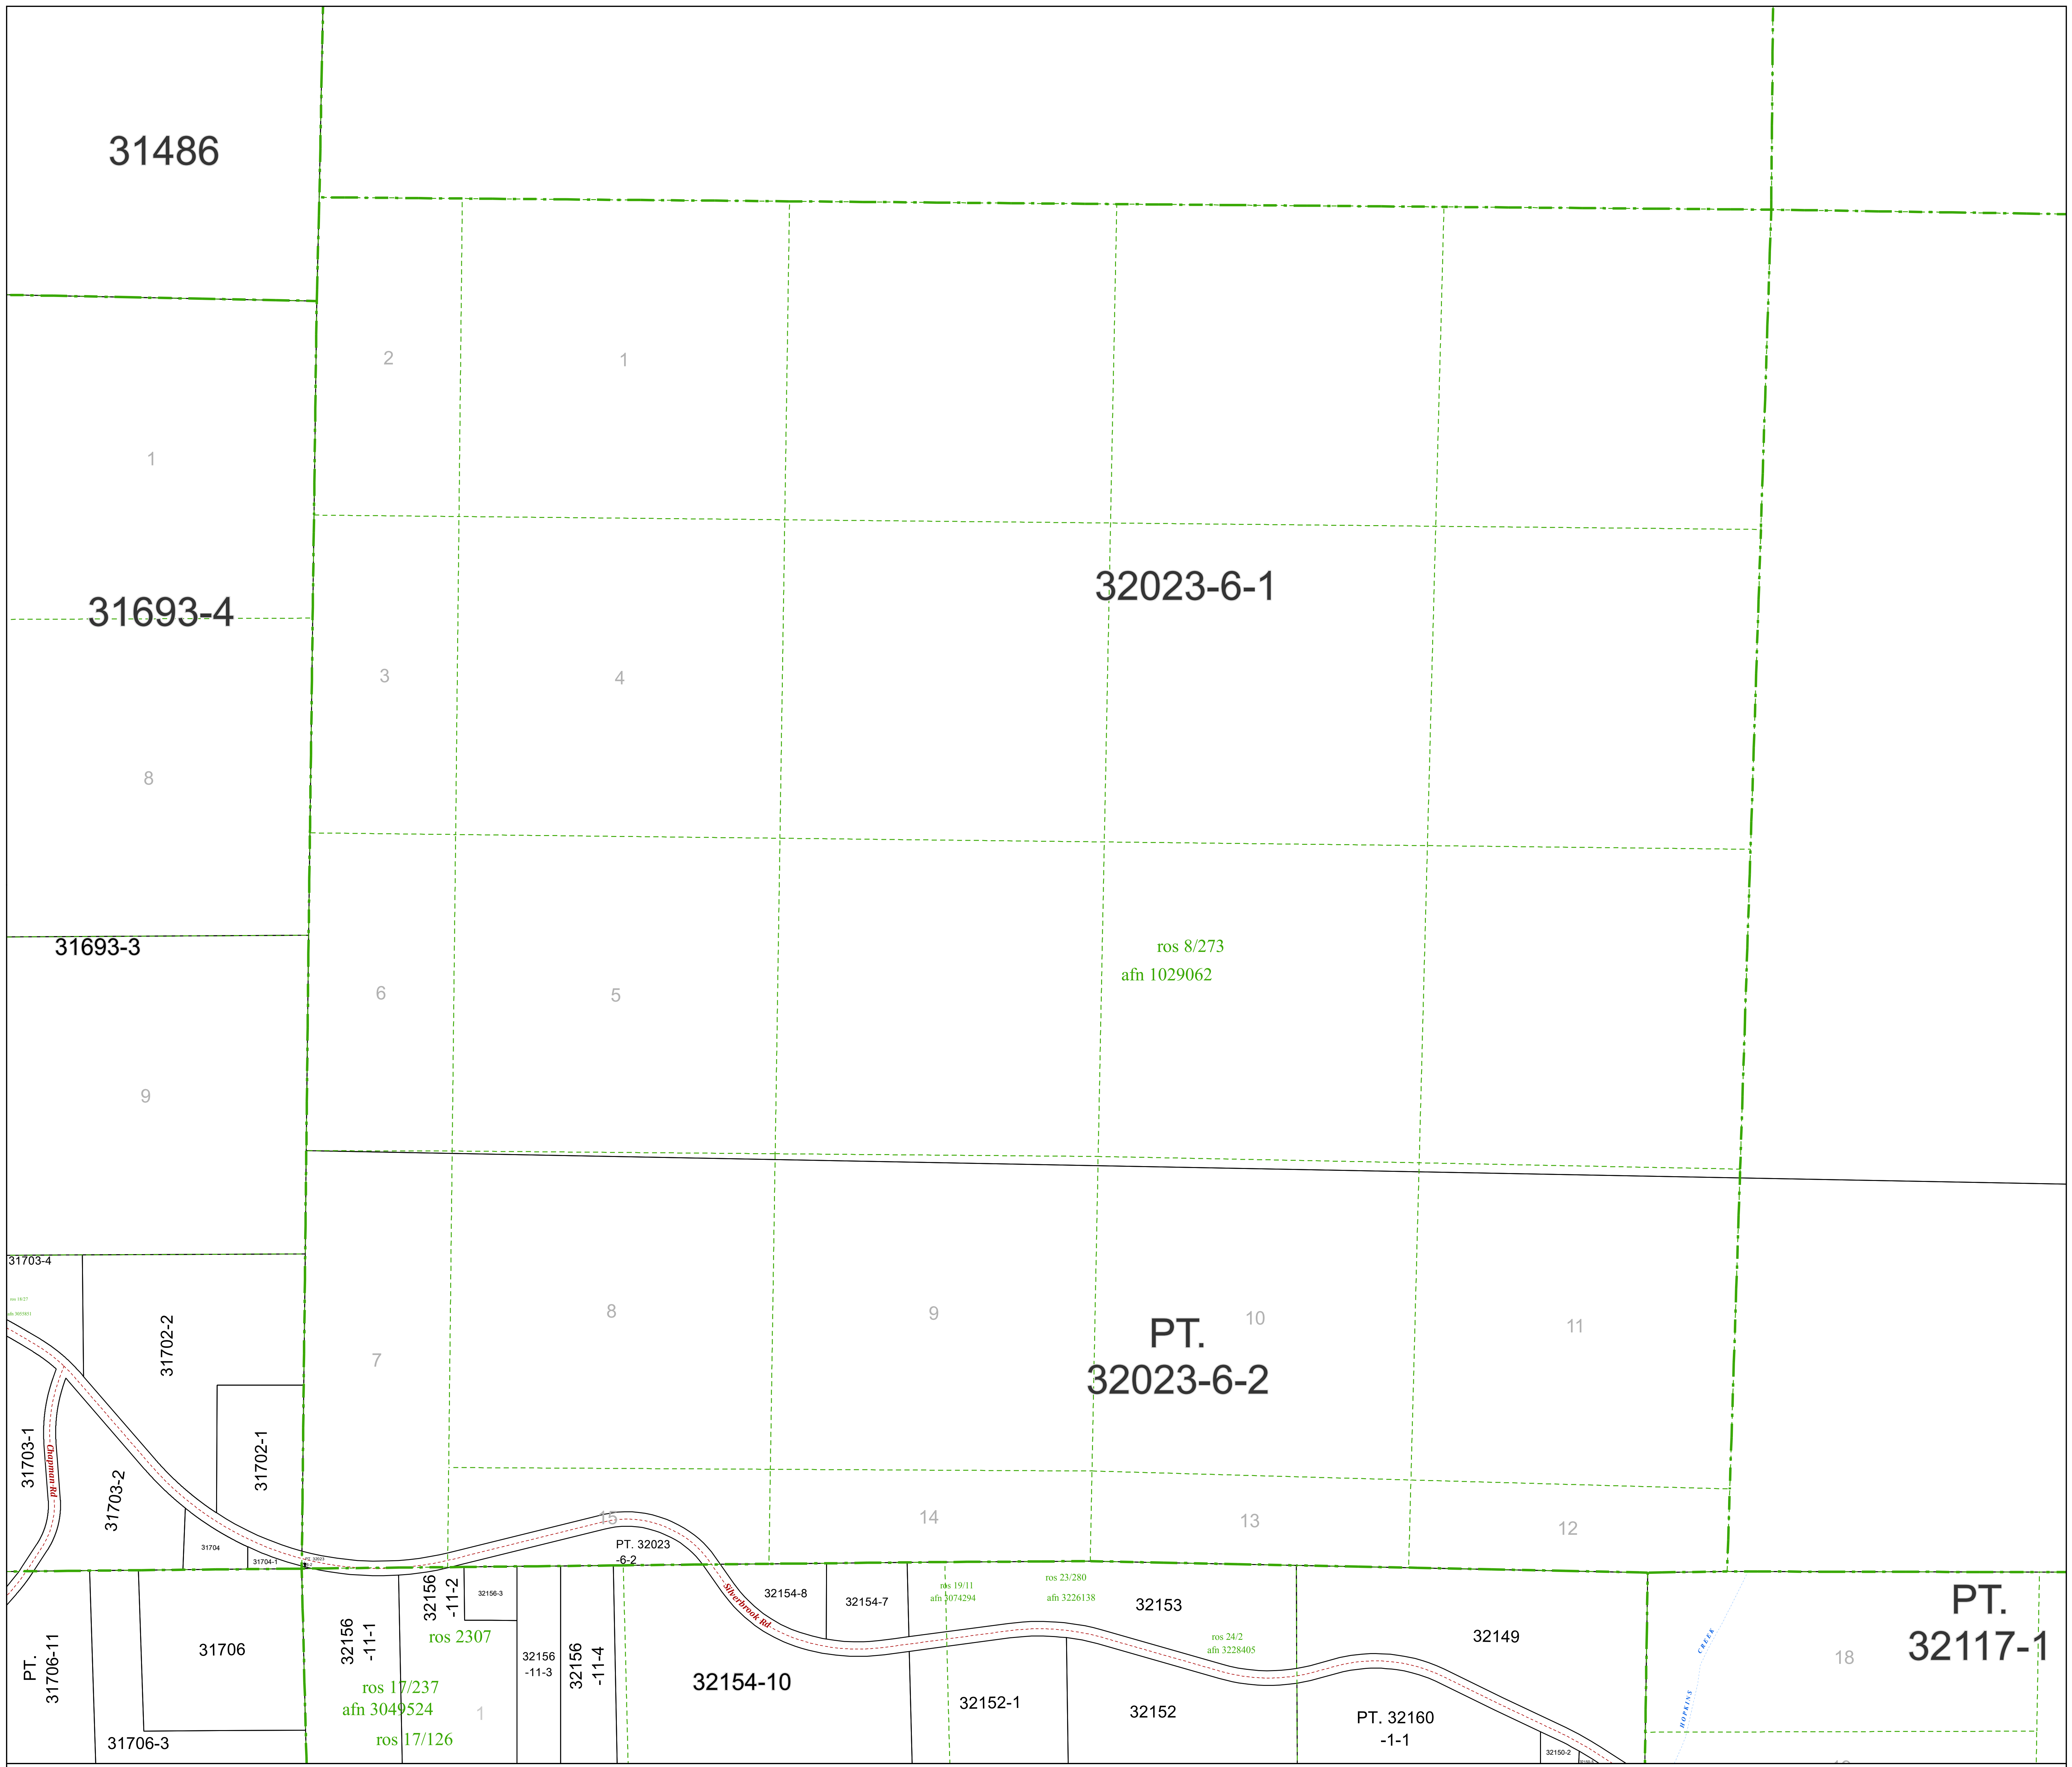 31486
2
1
1
32023-6-1
31693-4
3
4
8
31693-3
ros 8/273
afn 1029062
6
5
9
31703-4
8
9
10
11
PT.
32023-6-2
7
31702-2
31703-1
Chapman Rd
31703-2
31702-1
15
14
13
12
31704
31704-1
PT. 32023
-6-2
32156
-11-2
32156-3
Silverbrook Rd
32154-8
32154-7
ros 19/11
afn 3074294
ros 23/280
afn 3226138
32153
PT.
32117-1
PT.
31706-11
31706
32156
-11-1
ros 2307
32156
-11-3
32156
-11-4
ros 24/2
afn 3228405
32149
HOPKINS CREEK
18
32154-10
ros 17/237
afn 3049524
1
32152-1
32152
PT. 32160
-1-1
31706-3
ros 17/126
32150-2